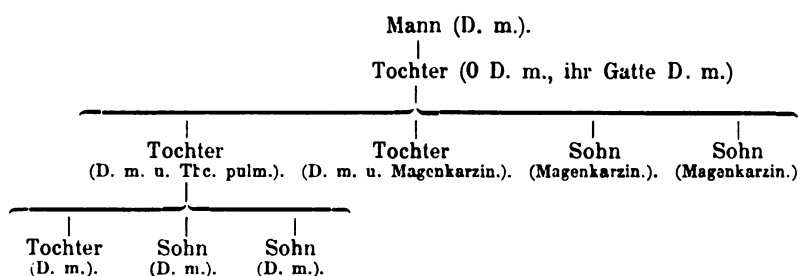 Mann (D. m.).
Tochter (0 D. m., ihr Gatte D. m.)
Tochter Tochter Sohn Sohn
(D. m. u. Tbc. pulm.). (D. m. u. Magenkarzin.). (Magenkarzin.). (Magenkarzin.)
Tochter Sohn Sohn
(D. m.). (D. m.). (D. m.).